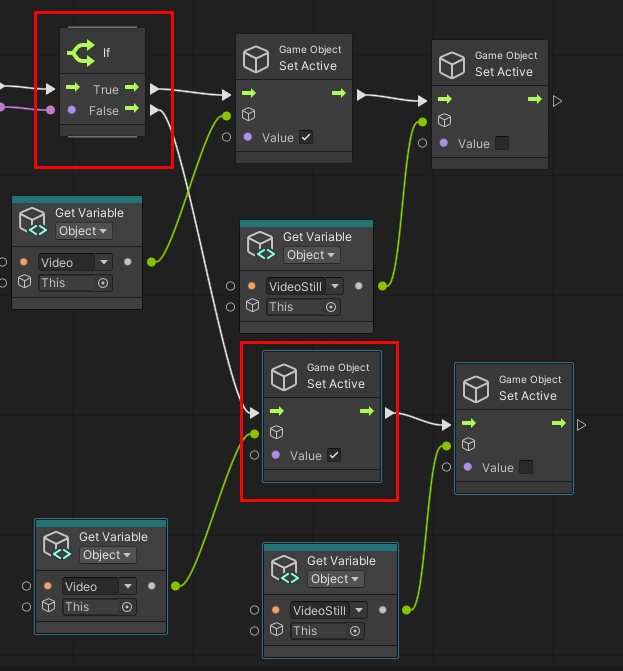 If
True
False
Game Object
Set Active
Value
Game Object
Set Active
Value
Get Variable
Object
Video
This
Get Variable
Object
VideoStill
This
Game Object
Set Active
Value
Game Object
Set Active
Value
Get Variable
Object
Video
This
Get Variable
Object
VideoStill
This